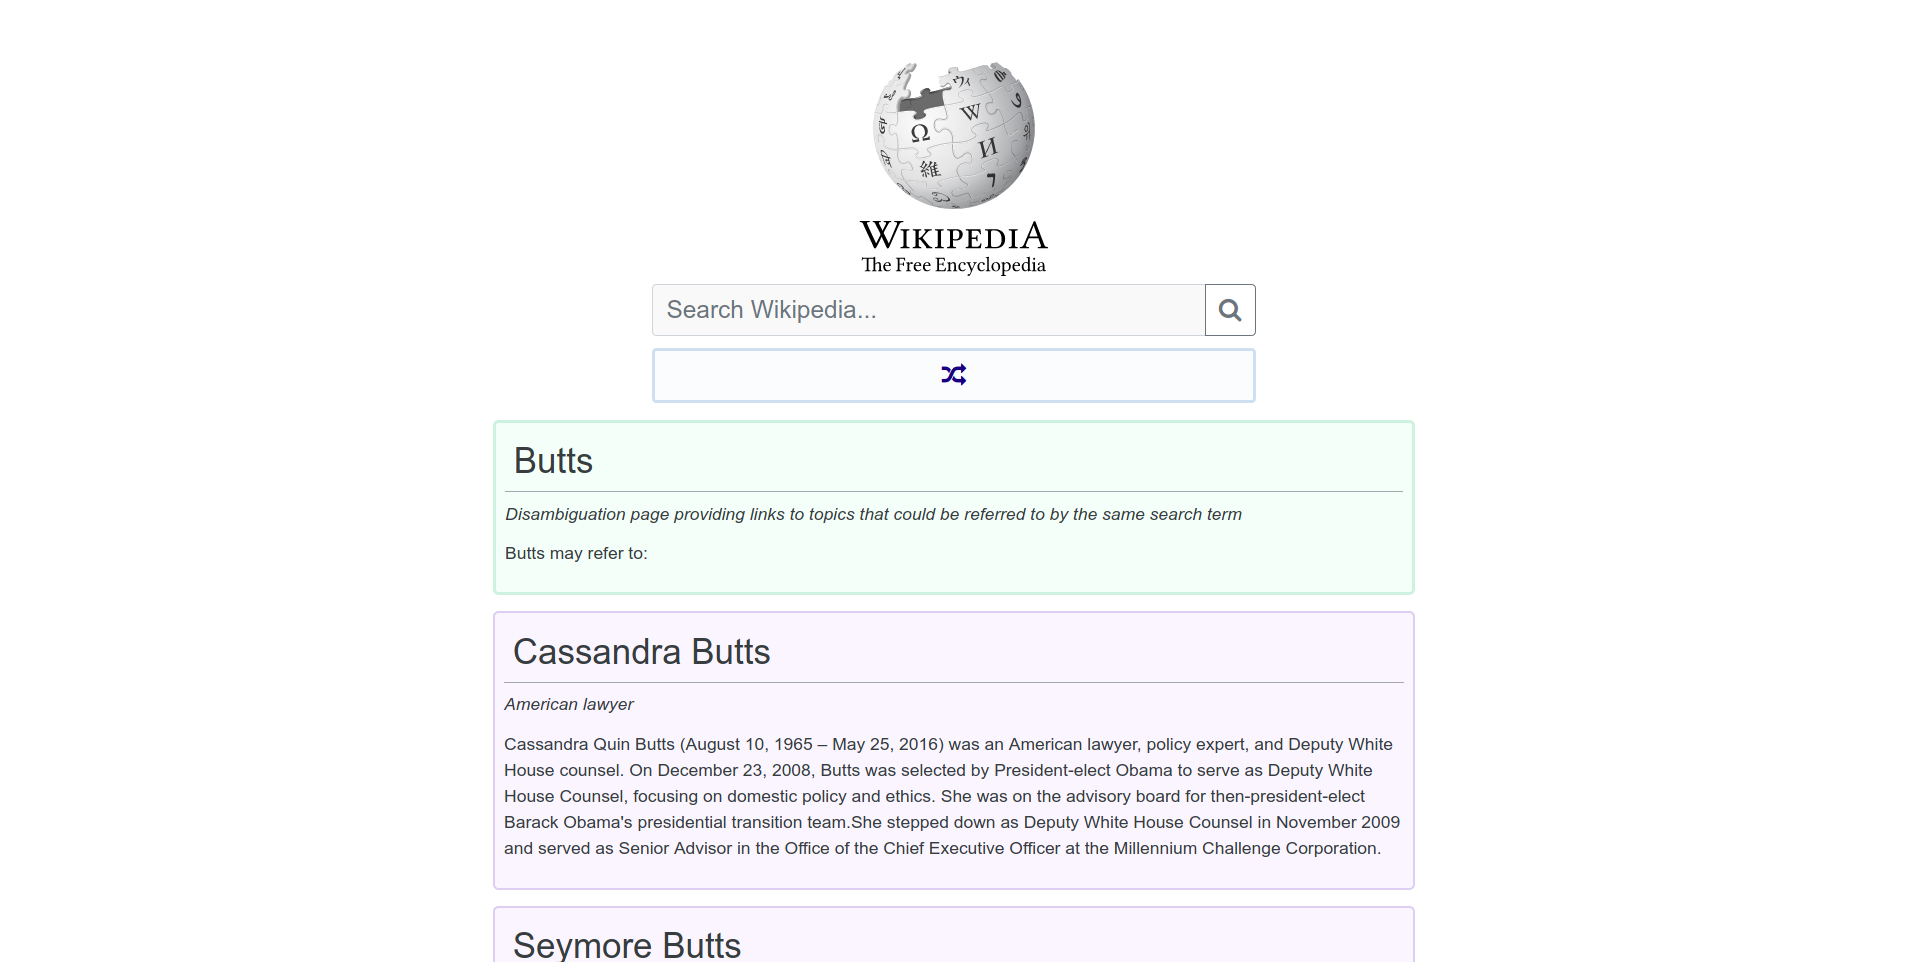 Ω W И 維 ウィ 7
WIKIPEDIA
The Free Encyclopedia
Search Wikipedia...
Butts
Disambiguation page providing links to topics that could be referred to by the same search term
Butts may refer to:
Cassandra Butts
American lawyer
Cassandra Quin Butts (August 10, 1965 – May 25, 2016) was an American lawyer, policy expert, and Deputy White
House counsel. On December 23, 2008, Butts was selected by President-elect Obama to serve as Deputy White
House Counsel, focusing on domestic policy and ethics. She was on the advisory board for then-president-elect
Barack Obama's presidential transition team.She stepped down as Deputy White House Counsel in November 2009
and served as Senior Advisor in the Office of the Chief Executive Officer at the Millennium Challenge Corporation.
Seymore Butts